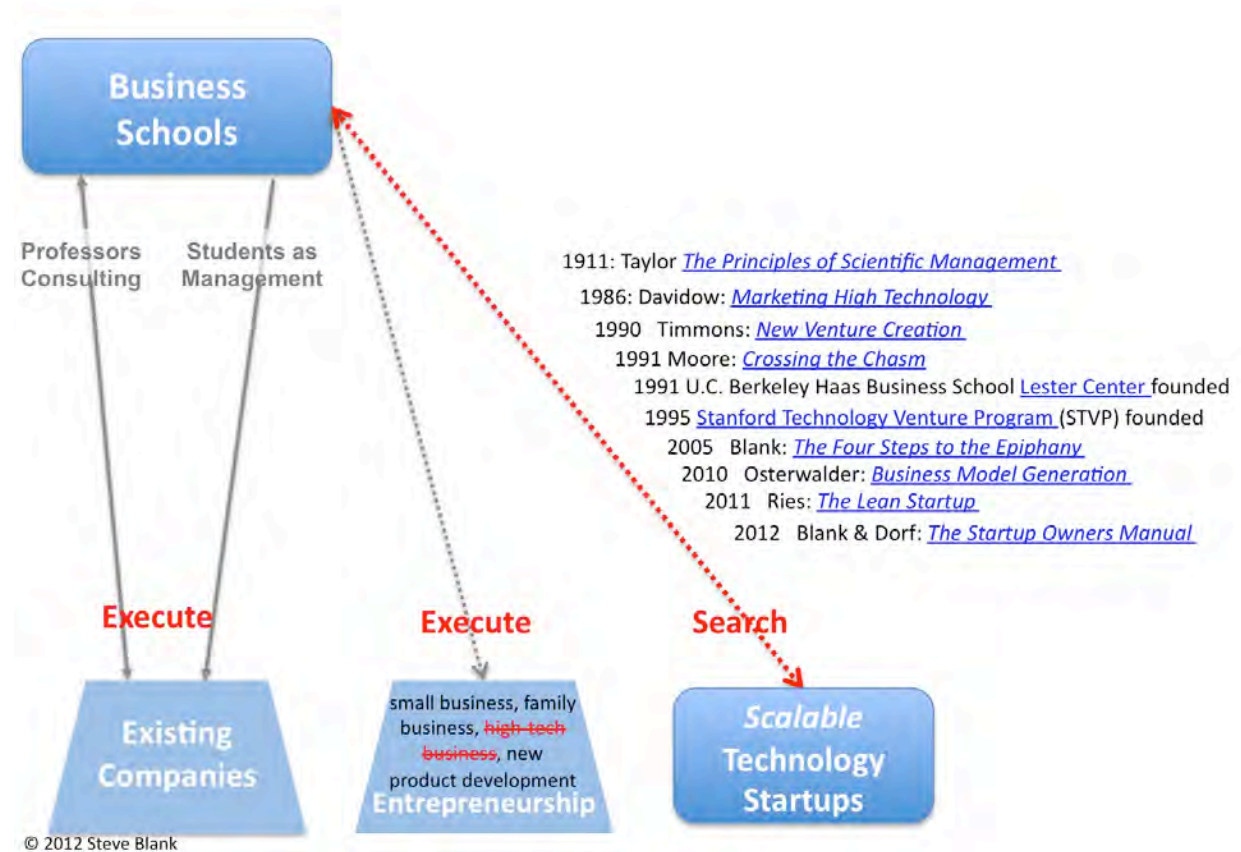 Business
Schools
Professors
Consulting
Students as
Management
1911: Taylor The Principles of Scientific Management
1986: Davidow: Marketing High Technology
1990 Timmons: New Venture Creation
1991 Moore: Crossing the Chasm
1991 U.C. Berkeley Haas Business School Lester Center founded
1995 Stanford Technology Venture Program (STVP) founded
2005 Blank: The Four Steps to the Epiphany
2010 Osterwalder: Business Model Generation
2011 Ries: The Lean Startup
2012 Blank & Dorf: The Startup Owners Manual
Execute
Execute
Search
Existing
Companies
small business, family
business, high-tech
business, new
product development
Entrepreneurship
Scalable
Technology
Startups
© 2012 Steve Blank